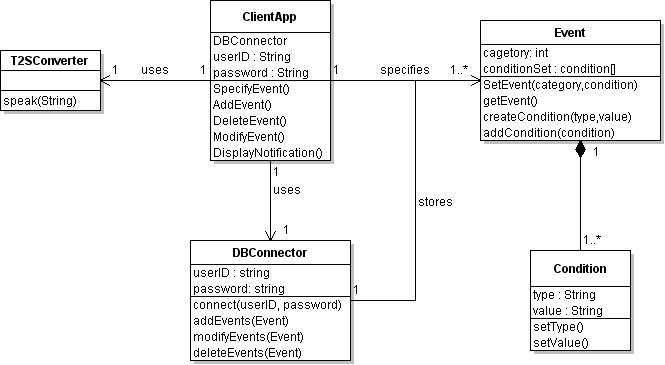 ClientApp
DBConnector
userID : String
password : String
SpecifyEvent()
AddEvent()
DeleteEvent()
ModifyEvent()
DisplayNotification()
T2SConverter
speak(String)
1
uses
1
1
specifies
1..*
Event
cagetory: int
conditionSet : condition[]
SetEvent(category,condition)
getEvent()
createCondition(type,value)
addCondition(condition)
1
1
uses
1
stores
DBConnector
userID : string
password: string
connect(userID, password)
addEvents(Event)
modifyEvents(Event)
deleteEvents(Event)
1
1..*
Condition
type : String
value : String
setType()
setValue()